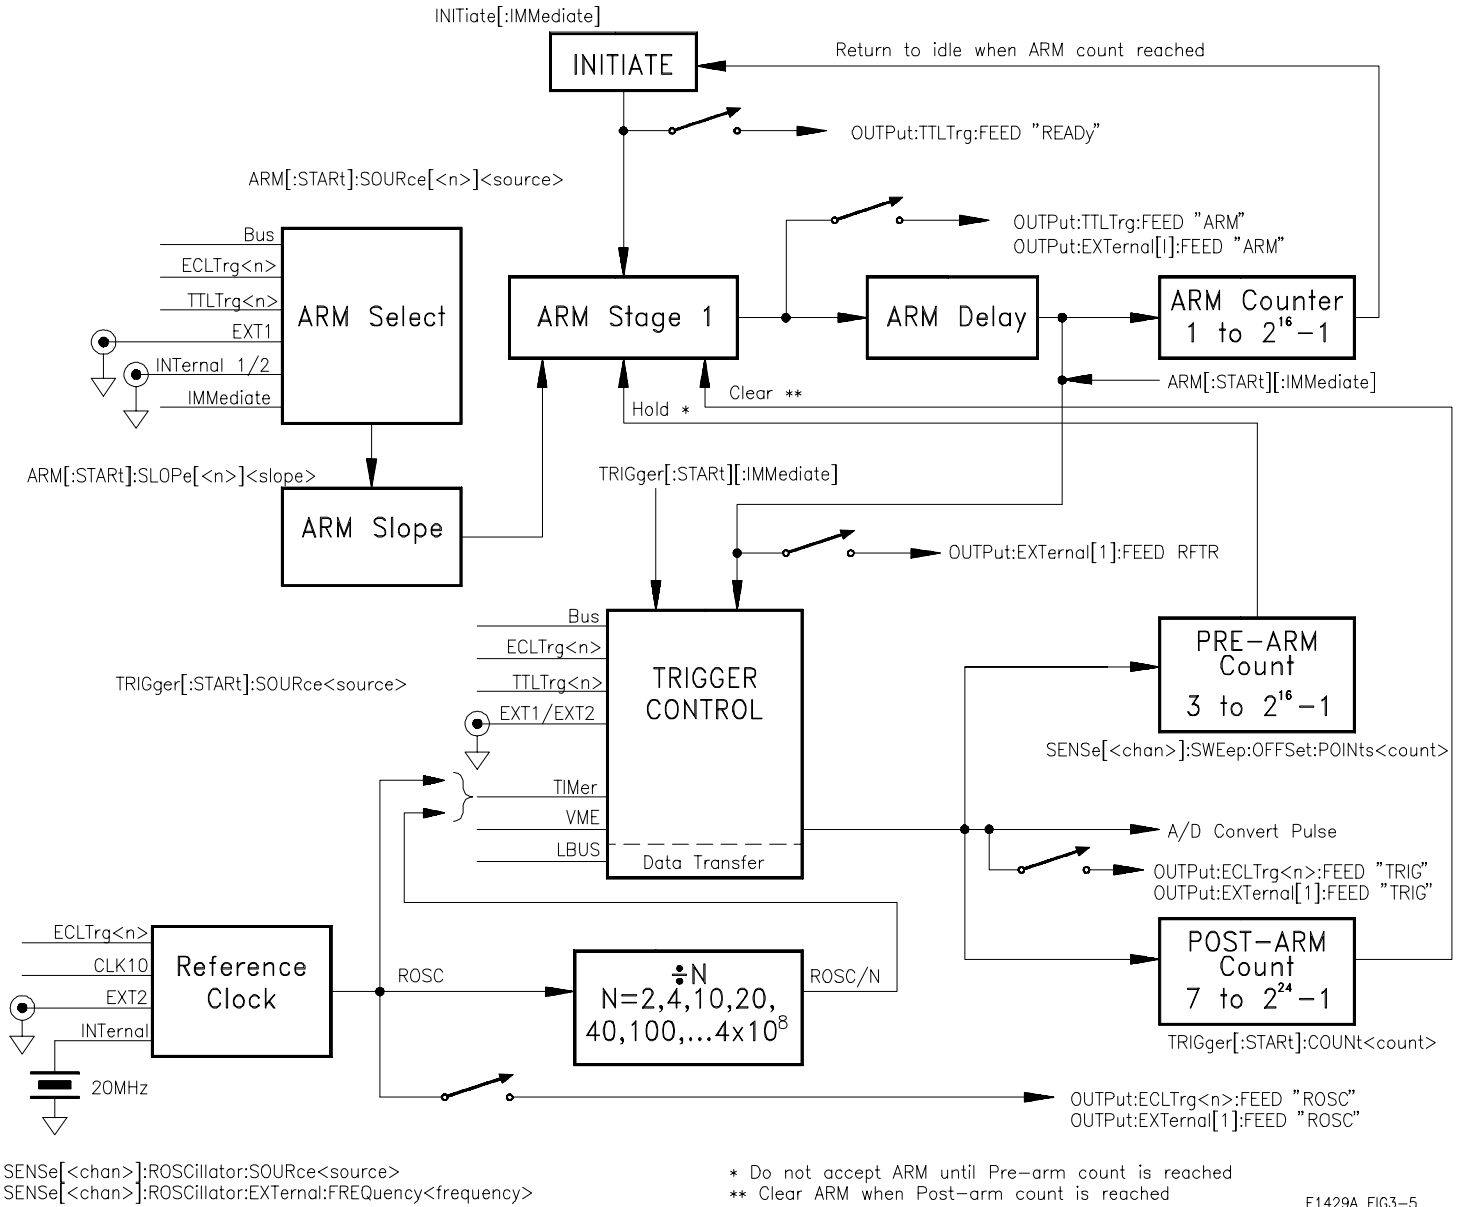 INITiate[:IMMediate]
INITIATE
Return to idle when ARM count reached
OUTPut:TTLTrg:FEED "READy"
ARM[:STARt]:SOURce[<n>]<source>
OUTPut:TTLTrg:FEED "ARM"
OUTPut:EXTernal[l]:FEED "ARM"
Bus
ECLTrg<n>
TTLTrg<n>
EXT1
INTernal 1/2
IMMediate
ARM Select
ARM Stage 1
ARM Delay
ARM Counter
1 to 2^16-1
ARM[:STARt][:IMMediate]
Clear **
Hold *
ARM[:STARt]:SLOPe[<n>]<slope>
ARM Slope
TRIGger[:STARt][:IMMediate]
OUTPut:EXTernal[1]:FEED RFTR
Bus
ECLTrg<n>
TTLTrg<n>
EXT1/EXT2
TIMer
VME
LBUS
TRIGger[:STARt]:SOURce<source>
TRIGGER
CONTROL
Data Transfer
PRE-ARM
Count
3 to 2^16-1
SENSe[<chan>]:SWEep:OFFSet:POINts<count>
A/D Convert Pulse
OUTPut:ECLTrg<n>:FEED "TRIG"
OUTPut:EXTernal[1]:FEED "TRIG"
POST-ARM
Count
7 to 2^24-1
TRIGger[:STARt]:COUNt<count>
ECLTrg<n>
CLK10
EXT2
INTernal
20MHz
Reference
Clock
ROSC
÷N
N=2,4,10,20,
40,100,...4x10^8
ROSC/N
OUTPut:ECLTrg<n>:FEED "ROSC"
OUTPut:EXTernal[1]:FEED "ROSC"
SENSe[<chan>]:ROSCillator:SOURce<source>
SENSe[<chan>]:ROSCillator:EXTernal:FREQuency<frequency>
* Do not accept ARM until Pre-arm count is reached
** Clear ARM when Post-arm count is reached
E1429A FIG3-5